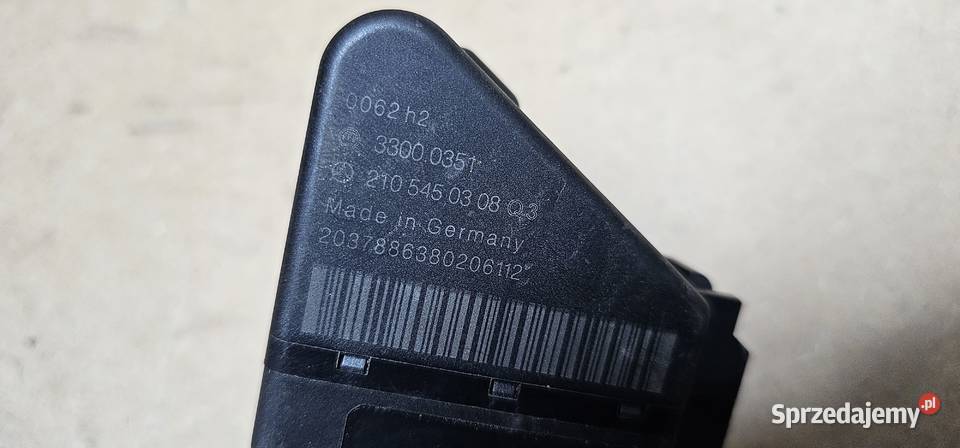 0062 h2
3300.0351
210 545 03 08 Q3
Made in Germany
2037886380206112
Sprzedajemy.pl